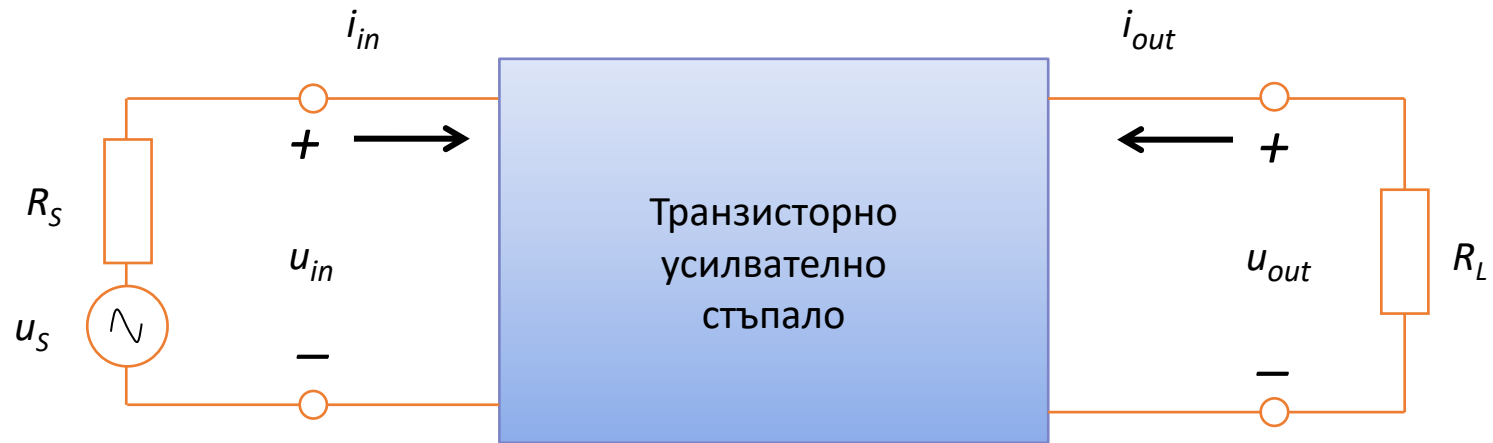 i_in
i_out
+
+
R_S
u_in
Транзисторно
усилвателно
стъпало
u_out
R_L
u_S
−
−